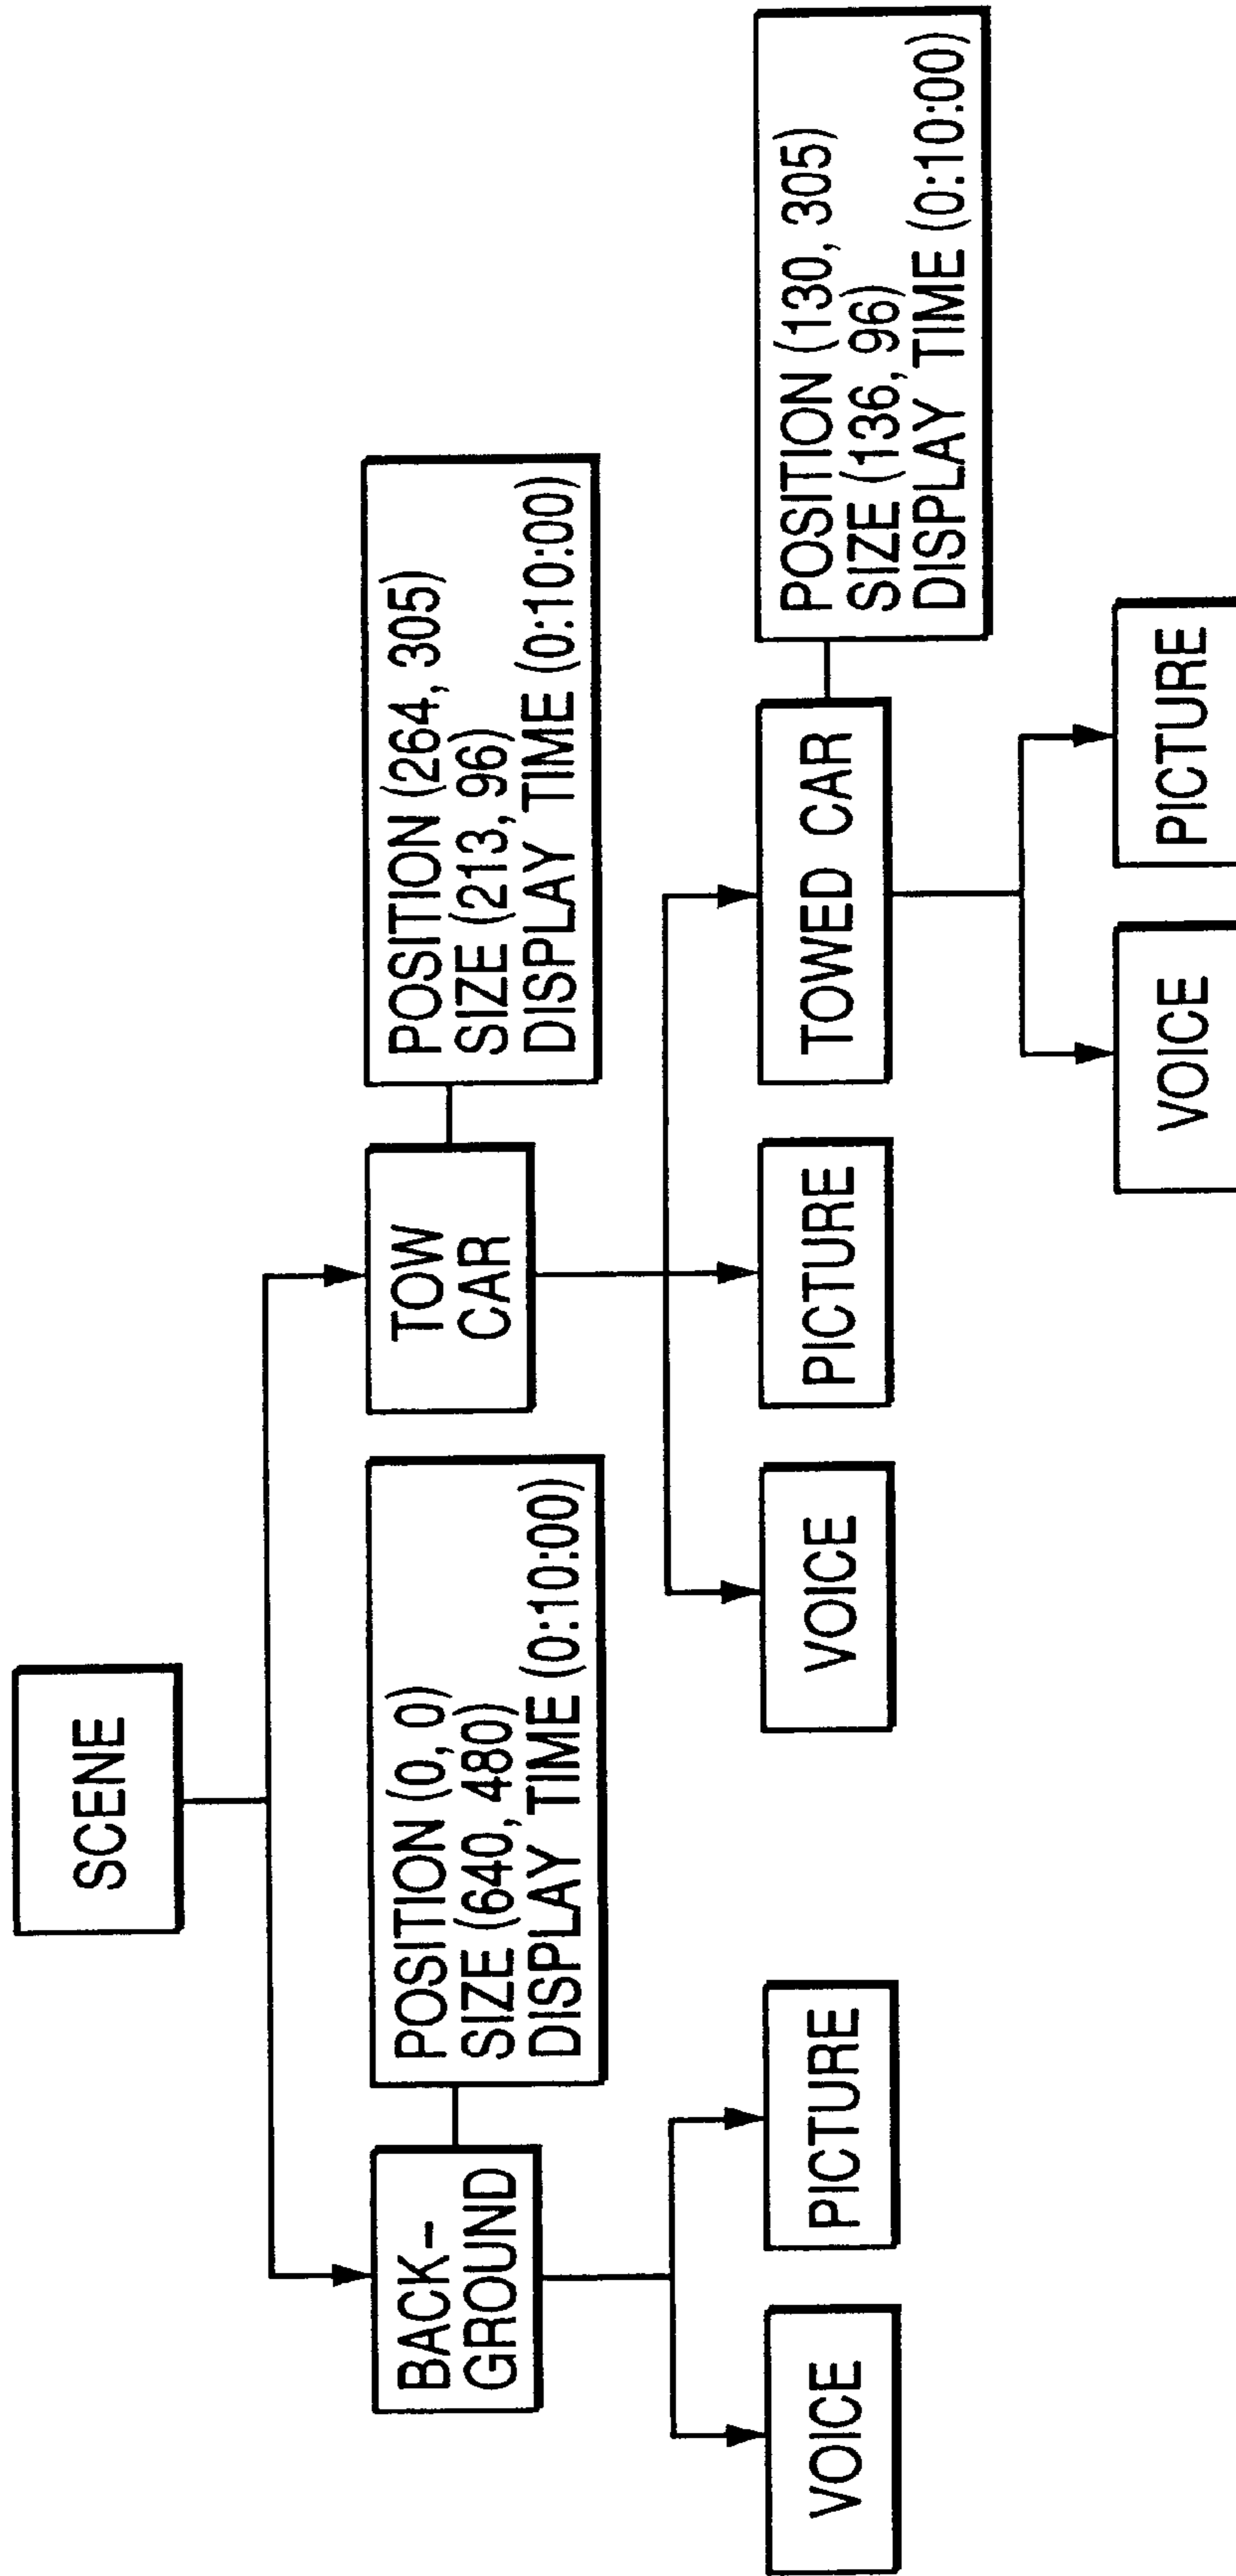 SCENE
BACK-
GROUND
POSITION (0, 0)
SIZE (640, 480)
DISPLAY TIME (0:10:00)
TOW
CAR
POSITION (264, 305)
SIZE (213, 96)
DISPLAY TIME (0:10:00)
VOICE
PICTURE
VOICE
PICTURE
TOWED CAR
POSITION (130, 305)
SIZE (136, 96)
DISPLAY TIME (0:10:00)
VOICE
PICTURE